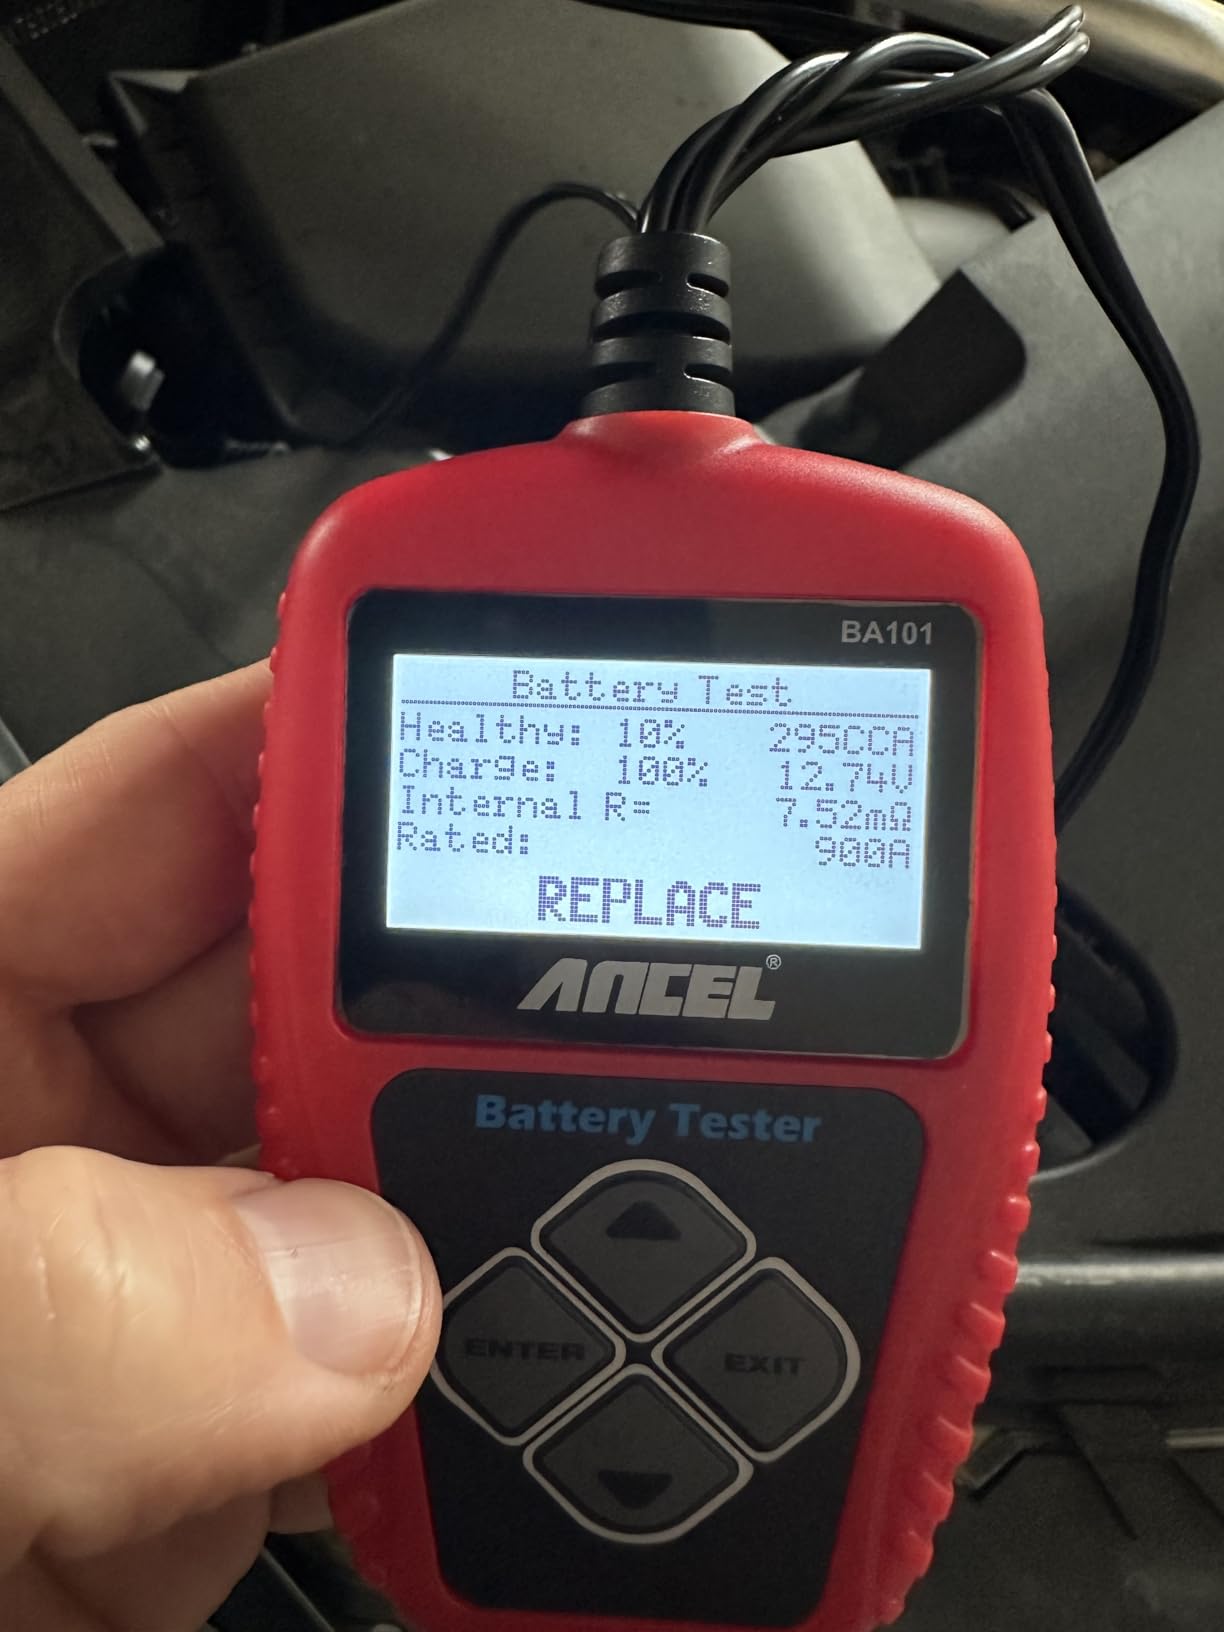 BA101
Battery Test
Healthy: 10% 295CCA
Charge: 100% 12.74V
Internal R= 7.52mΩ
Rated: 900A
REPLACE
ANCEL®
Battery Tester
ENTER EXIT